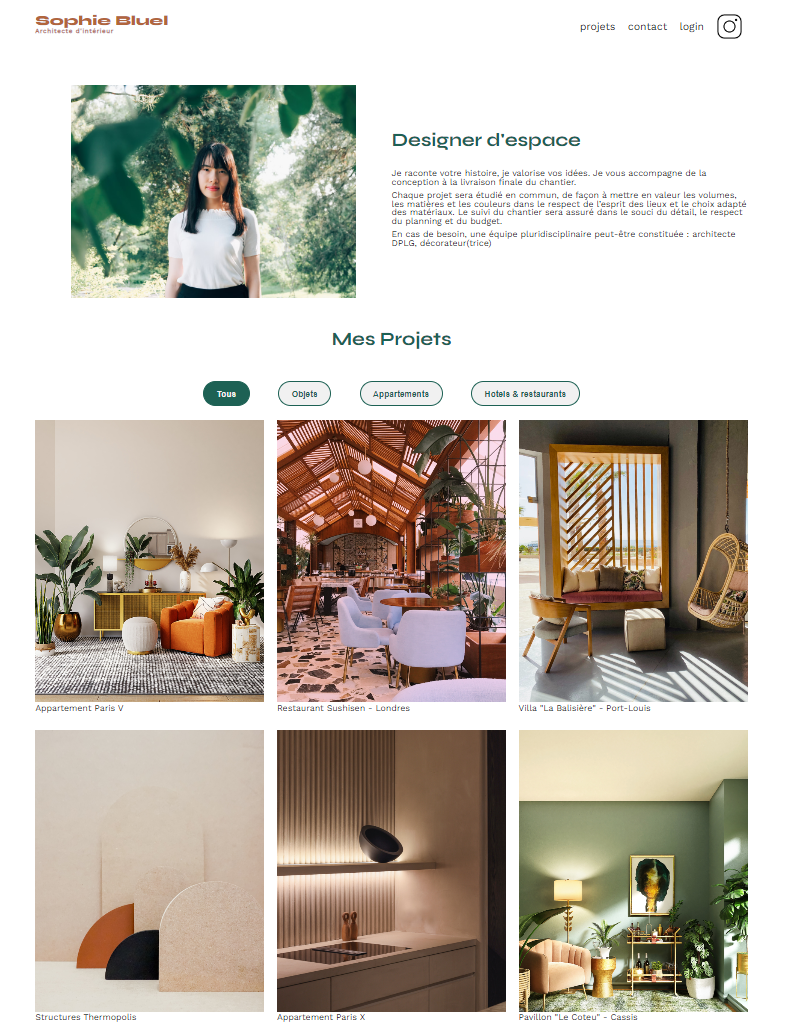 Sophie Bluel
Architecte d'intérieur
projets contact login
Designer d'espace
Je raconte votre histoire, je valorise vos idées. Je vous accompagne de la
conception à la livraison finale du chantier.
Chaque projet sera étudié en commun, de façon à mettre en valeur les volumes,
les matières et les couleurs dans le respect de l'esprit des lieux et le choix adapté
des matériaux. Le suivi du chantier sera assuré dans le souci du détail, le respect
du planning et du budget.
En cas de besoin, une équipe pluridisciplinaire peut-être constituée : architecte
DPLG, décorateur(trice)
Mes Projets
Tous Objets Appartements Hotels & restaurants
Appartement Paris V
Restaurant Sushisen - Londres
Villa "La Balisière" - Port-Louis
Structures Thermopolis
Appartement Paris X
Pavillon "Le Coteu" - Cassis